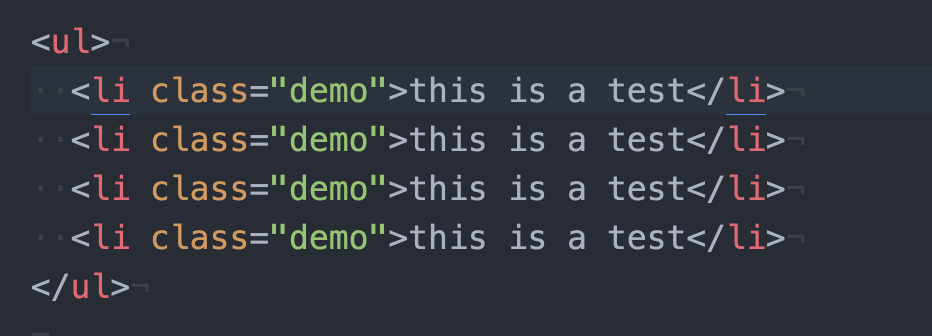 <ul>
  <li class="demo">this is a test</li>
  <li class="demo">this is a test</li>
  <li class="demo">this is a test</li>
  <li class="demo">this is a test</li>
</ul>